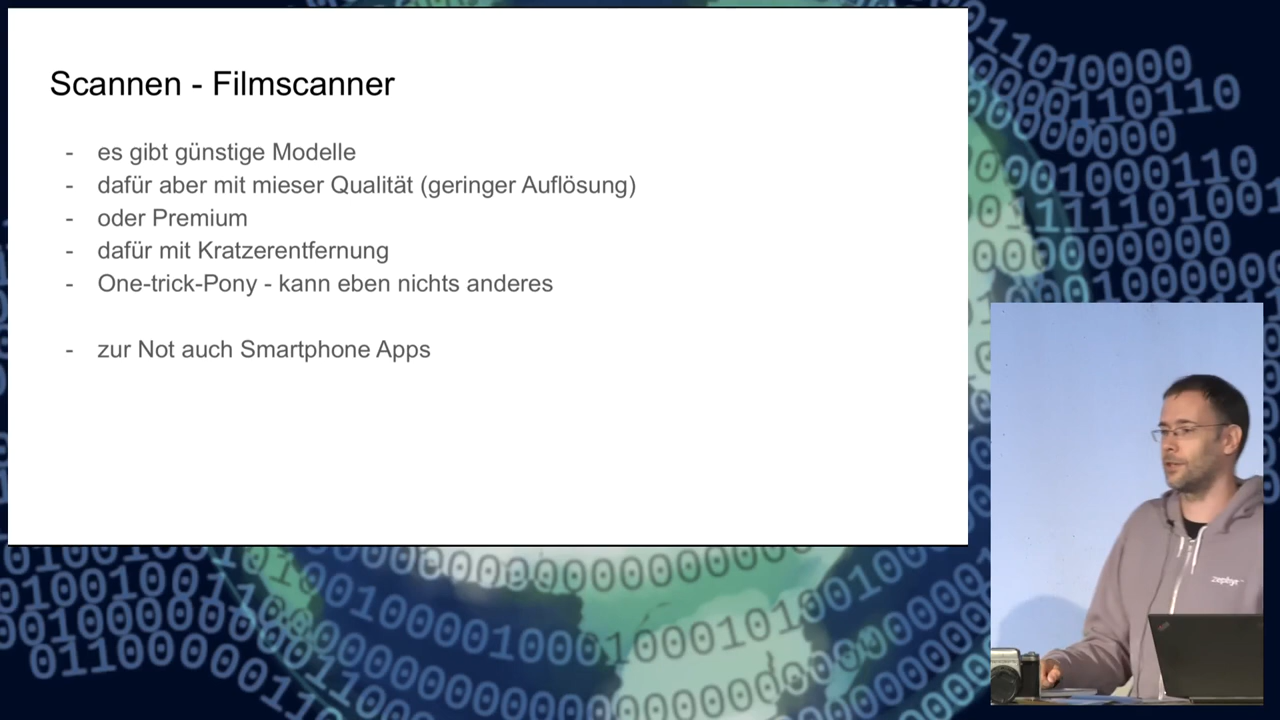 Scannen - Filmscanner
- es gibt günstige Modelle
- dafür aber mit mieser Qualität (geringer Auflösung)
- oder Premium
- dafür mit Kratzerentfernung
- One-trick-Pony - kann eben nichts anderes
- zur Not auch Smartphone Apps
zephyr